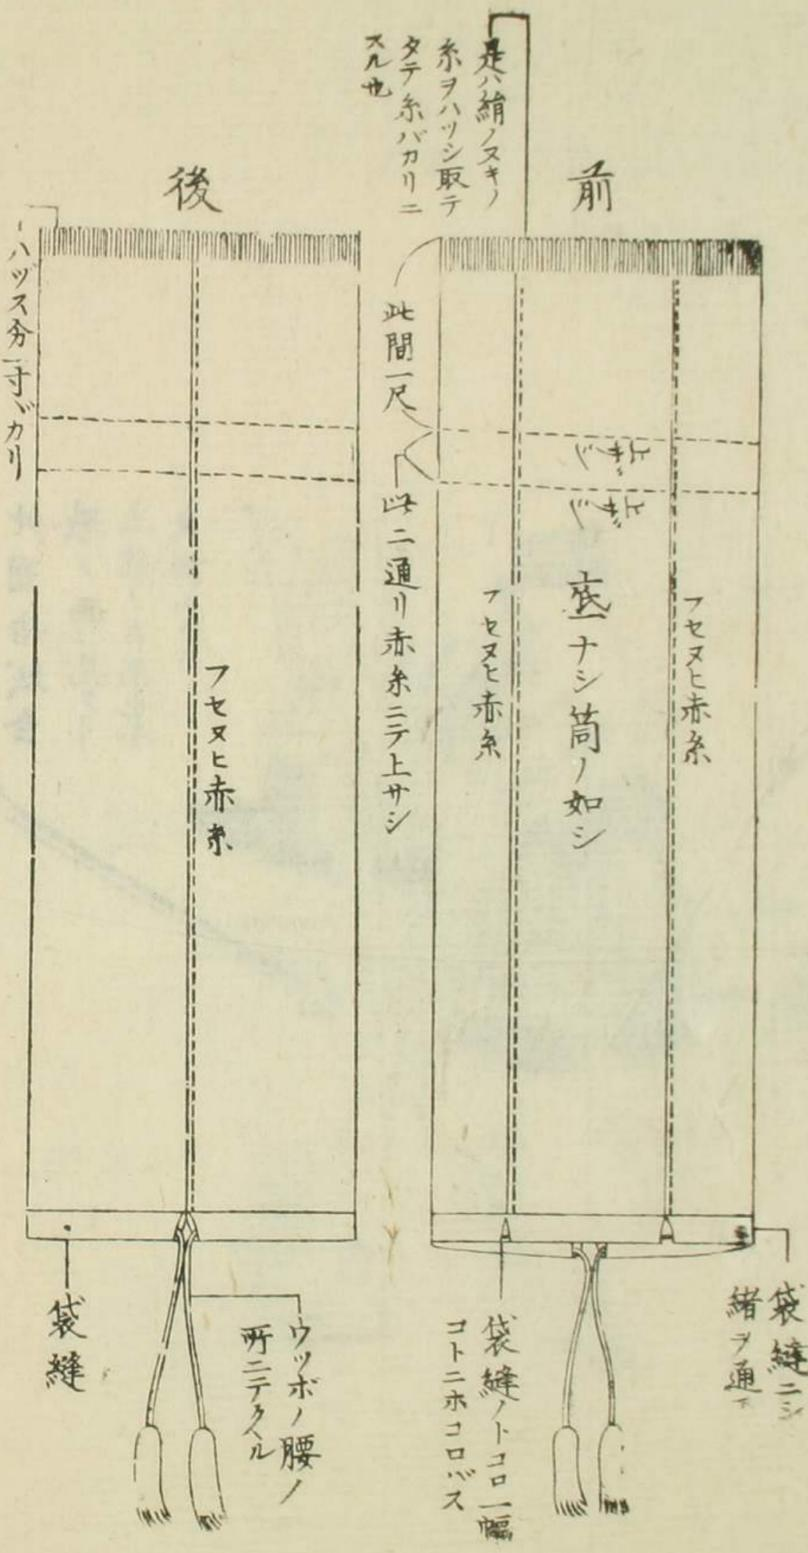 前
是ハ絹ノヌキノ
糸ヲハツシ取テ
タテ糸バカリニ
スル也
上サシ
上サシ
フセヌヒ赤糸
底ナシ筒ノ如シ
フセヌヒ赤糸
袋縫ニシ
緒ヲ通ス
袋縫ノトコロ一幅
コトニホコロバス
此間一尺
此二通リ赤糸ニテ上サシ
後
ハヅス分一寸バカリ
フセヌヒ赤糸
ウツボノ腰ノ
所ニテククル
袋縫